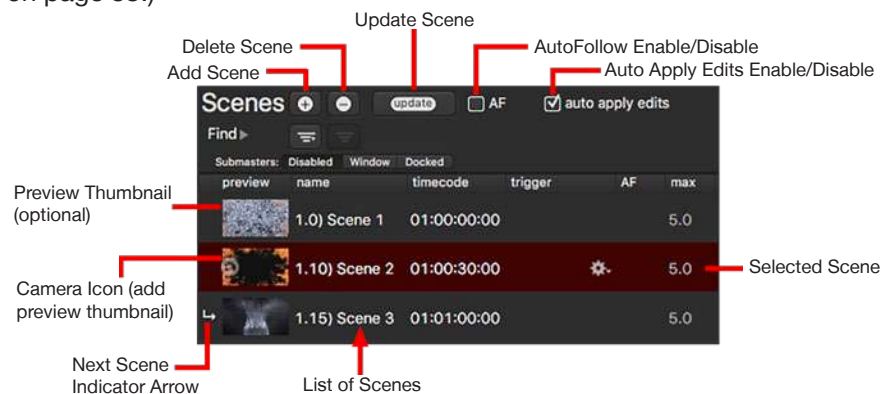 on page 35.)
Update Scene
Delete Scene
AutoFollow Enable/Disable
Add Scene
Auto Apply Edits Enable/Disable
Scenes
update
AF
auto apply edits
Find
Submasters: Disabled Window Docked
preview name timecode trigger AF max
Preview Thumbnail
(optional)
1.0) Scene 1 01:00:00:00 5.0
1.10) Scene 2 01:00:30:00 5.0
Selected Scene
Camera Icon (add
preview thumbnail)
1.15) Scene 3 01:01:00:00 5.0
Next Scene
Indicator Arrow
List of Scenes